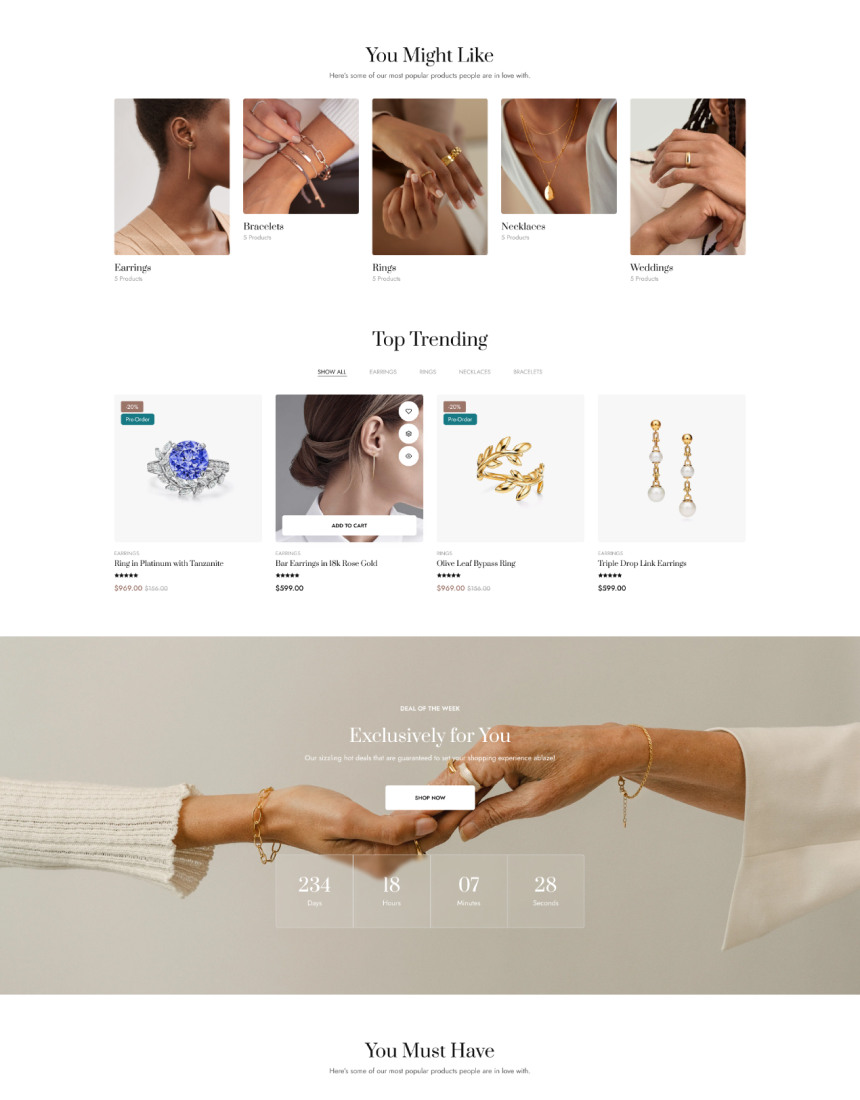 You Might Like
Here's some of our most popular products people are in love with.
Bracelets
5 Products
Necklaces
5 Products
Earrings
5 Products
Rings
5 Products
Weddings
5 Products
Top Trending
SHOW ALL EARRINGS RINGS NECKLACES BRACELETS
-20%
Pre-Order
-20%
Pre-Order
ADD TO CART
EARRINGS
Ring in Platinum with Tanzanite
★★★★★
$969.00 $156.00
EARRINGS
Bar Earrings in 18k Rose Gold
★★★★★
$599.00
RINGS
Olive Leaf Bypass Ring
★★★★★
$969.00 $156.00
EARRINGS
Triple Drop Link Earrings
★★★★★
$599.00
DEAL OF THE WEEK
Exclusively for You
Our sizzling hot deals that are guaranteed to set your shopping experience ablaze!
SHOP NOW
234 18 07 28
Days Hours Minutes Seconds
You Must Have
Here's some of our most popular products people are in love with.